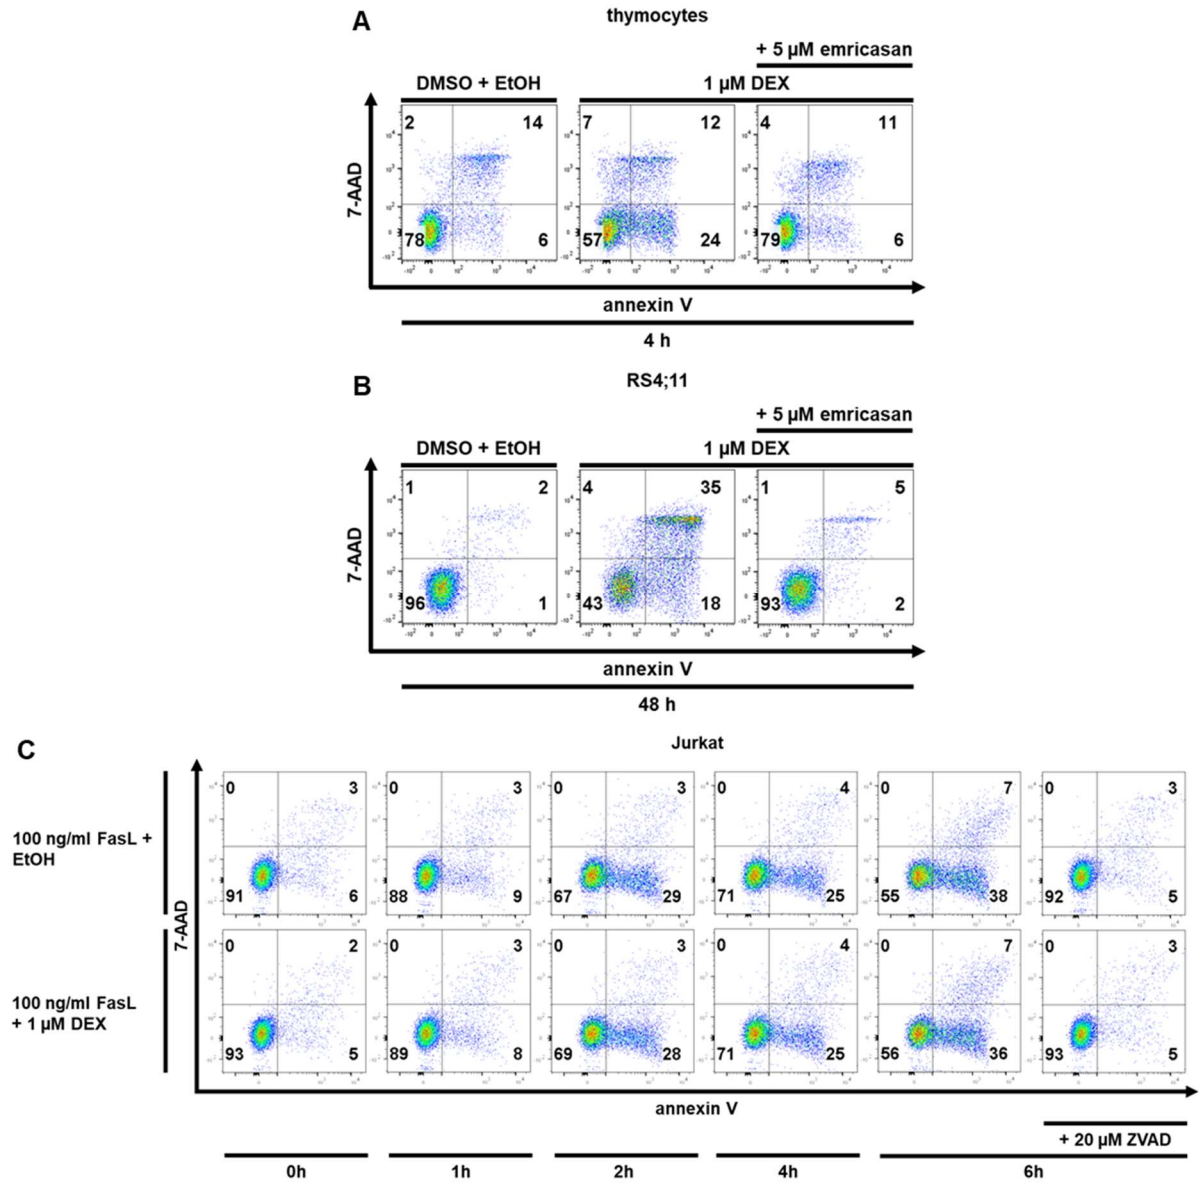 A
thymocytes
+ 5 µM emricasan
DMSO + EtOH
1 µM DEX
2 14
7 12
4 11
78 6
57 24
79 6
7-AAD
annexin V
4 h
B
RS4;11
+ 5 µM emricasan
DMSO + EtOH
1 µM DEX
1 2
4 35
1 5
96 1
43 18
93 2
7-AAD
annexin V
48 h
C
Jurkat
100 ng/ml FasL +
EtOH
0 3
0 3
0 3
0 4
0 7
0 3
91 6
88 9
67 29
71 25
55 38
92 5
7-AAD
100 ng/ml FasL
+ 1 µM DEX
0 2
0 3
0 3
0 4
0 7
0 3
93 5
89 8
69 28
71 25
56 36
93 5
annexin V
+ 20 µM ZVAD
0h
1h
2h
4h
6h